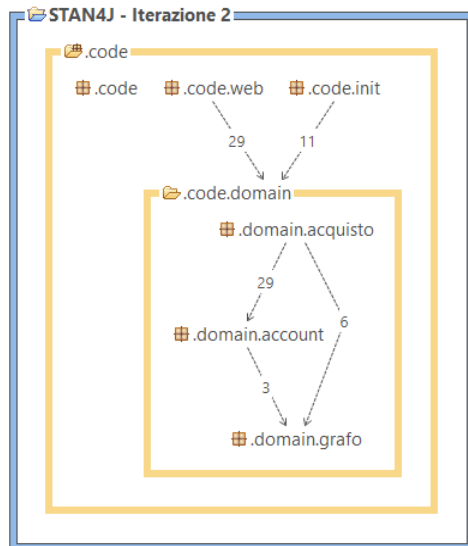 STAN4J - Iterazione 2
.code
.code .code.web .code.init
29 11
.code.domain
.domain.acquisto
29
6
.domain.account
3
.domain.grafo